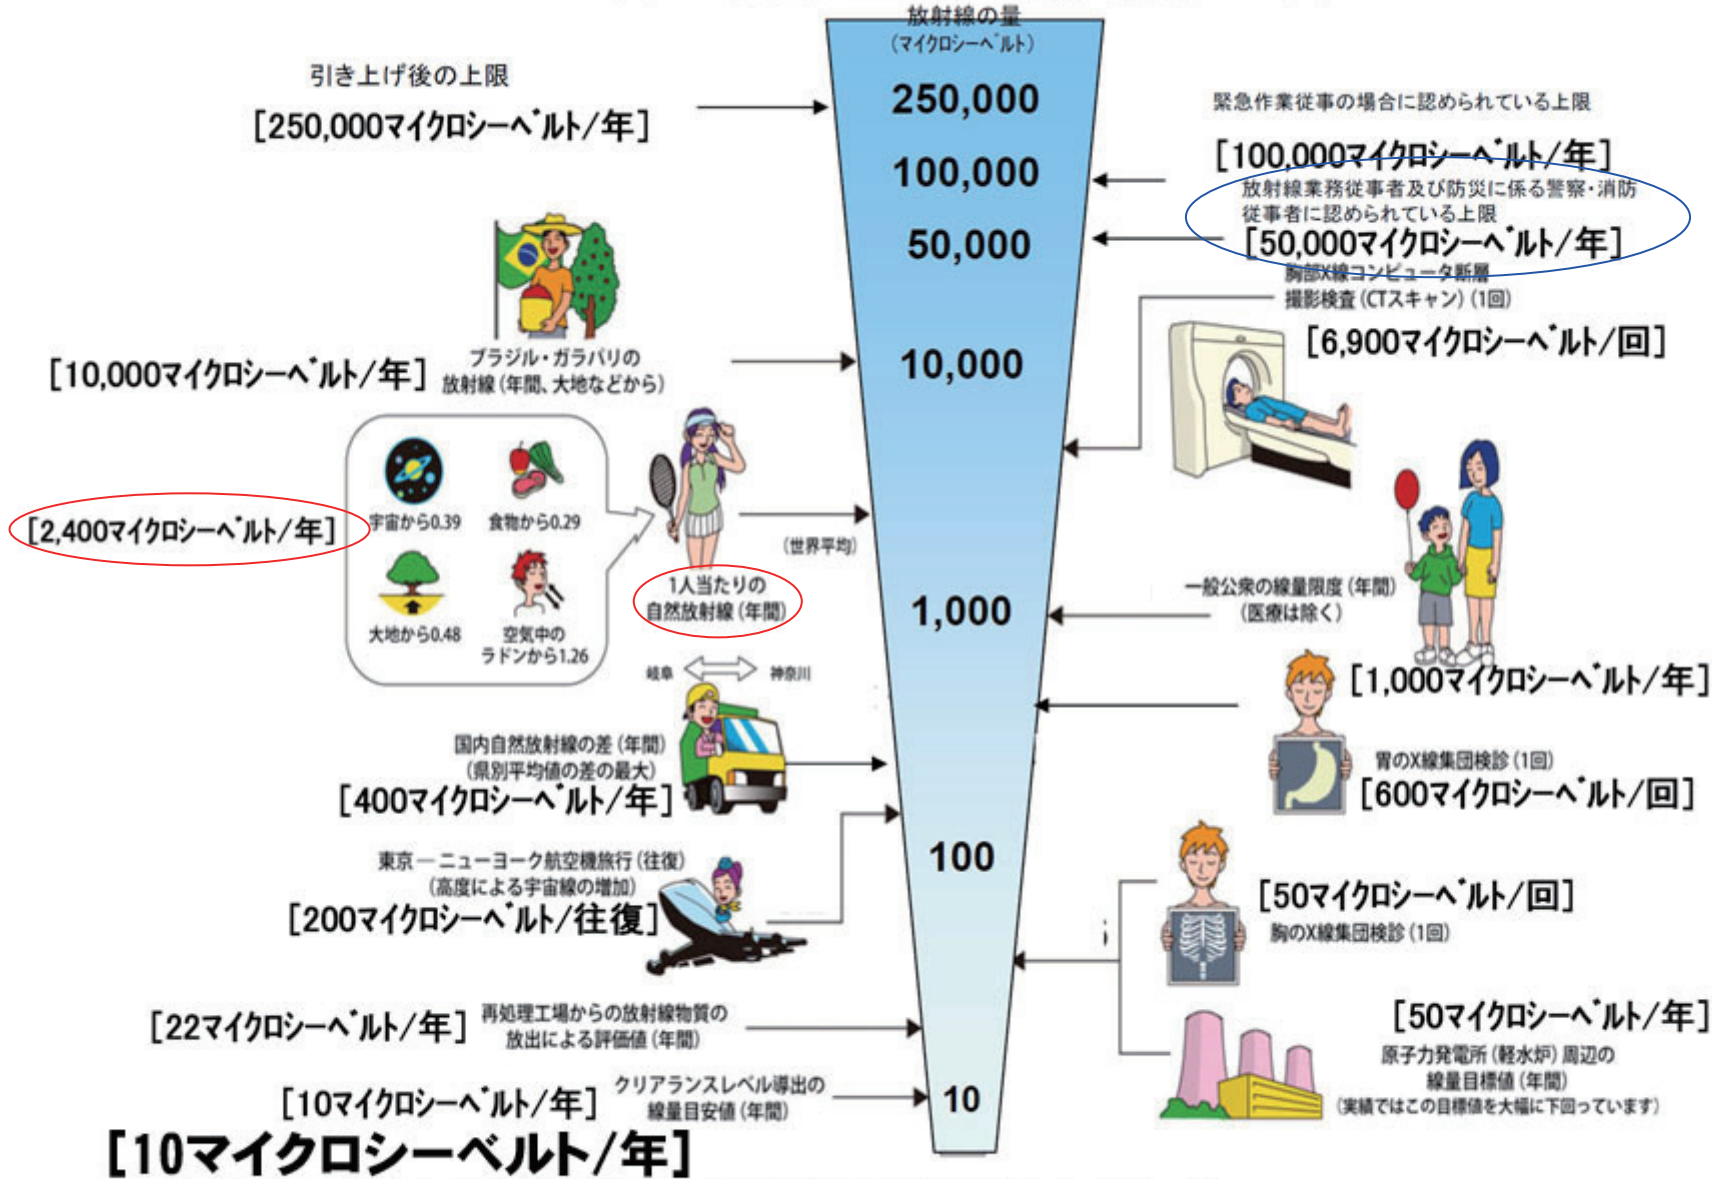 放射線の量
(マイクロシーベルト)
250,000
100,000
50,000
10,000
1,000
100
10
引き上げ後の上限
[250,000マイクロシーベルト/年]
ブラジル・ガラパリの
放射線(年間、大地などから)
[10,000マイクロシーベルト/年]
[2,400マイクロシーベルト/年]
宇宙から0.39
食物から0.29
大地から0.48
空気中の
ラドンから1.26
(世界平均)
1人当たりの
自然放射線(年間)
岐阜
神奈川
国内自然放射線の差(年間)
(県別平均値の差の最大)
[400マイクロシーベルト/年]
東京―ニューヨーク航空機旅行(往復)
(高度による宇宙線の増加)
[200マイクロシーベルト/往復]
[22マイクロシーベルト/年]
再処理工場からの放射線物質の
放出による評価値(年間)
[10マイクロシーベルト/年]
クリアランスレベル導出の
線量目安値(年間)
[10マイクロシーベルト/年]
緊急作業従事の場合に認められている上限
[100,000マイクロシーベルト/年]
放射線業務従事者及び防災に係る警察・消防
従事者に認められている上限
[50,000マイクロシーベルト/年]
胸部X線コンピュータ断層
撮影検査(CTスキャン)(1回)
[6,900マイクロシーベルト/回]
一般公衆の線量限度(年間)
(医療は除く)
[1,000マイクロシーベルト/年]
胃のX線集団検診(1回)
[600マイクロシーベルト/回]
[50マイクロシーベルト/回]
胸のX線集団検診(1回)
[50マイクロシーベルト/年]
原子力発電所(軽水炉)周辺の
線量目標値(年間)
(実績ではこの目標値を大幅に下回っています)